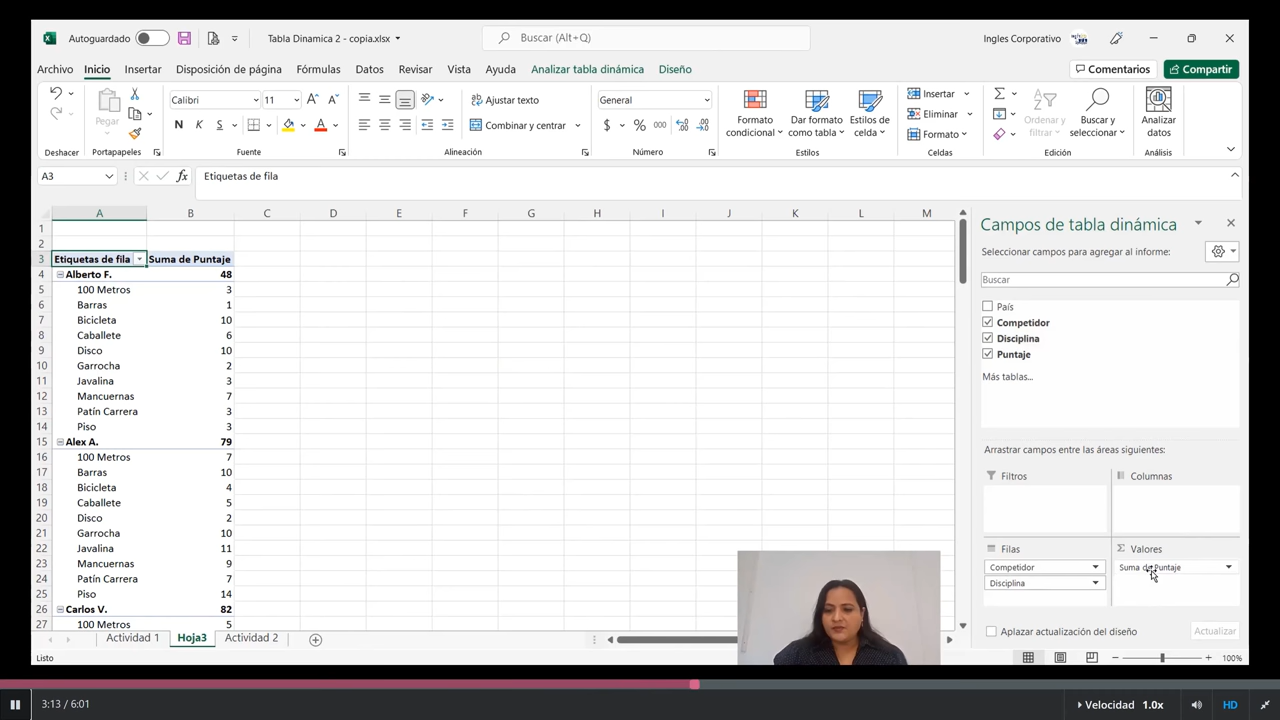 Autoguardado
Tabla Dinamica 2 - copia.xlsx
Buscar (Alt+Q)
Ingles Corporativo
Archivo Inicio Insertar Disposición de página Fórmulas Datos Revisar Vista Ayuda Analizar tabla dinámica Diseño
Comentarios Compartir
Pegar
Calibri 11
N K S
Ajustar texto
Combinar y centrar
General
$ % 000
Formato condicional
Dar formato como tabla
Estilos de celda
Insertar
Eliminar
Formato
Ordenar y filtrar
Buscar y seleccionar
Analizar datos
Deshacer Portapapeles Fuente Alineación Número Estilos Celdas Edición Análisis
A3 fx Etiquetas de fila
A B C D E F G H I J K L M
1
2
3 Etiquetas de fila Suma de Puntaje
4 Alberto F. 48
5 100 Metros 3
6 Barras 1
7 Bicicleta 10
8 Caballete 6
9 Disco 10
10 Garrocha 2
11 Javalina 3
12 Mancuernas 7
13 Patín Carrera 3
14 Piso 3
15 Alex A. 79
16 100 Metros 7
17 Barras 10
18 Bicicleta 4
19 Caballete 5
20 Disco 2
21 Garrocha 10
22 Javalina 11
23 Mancuernas 9
24 Patín Carrera 7
25 Piso 14
26 Carlos V. 82
27 100 Metros 5
Campos de tabla dinámica
Seleccionar campos para agregar al informe:
Buscar
País
Competidor
Disciplina
Puntaje
Más tablas...
Arrastrar campos entre las áreas siguientes:
Filtros Columnas
Filas Valores
Competidor Suma de Puntaje
Disciplina
Aplazar actualización del diseño Actualizar
Actividad 1 Hoja3 Actividad 2
Listo
100%
3:13 / 6:01
Velocidad 1.0x
HD